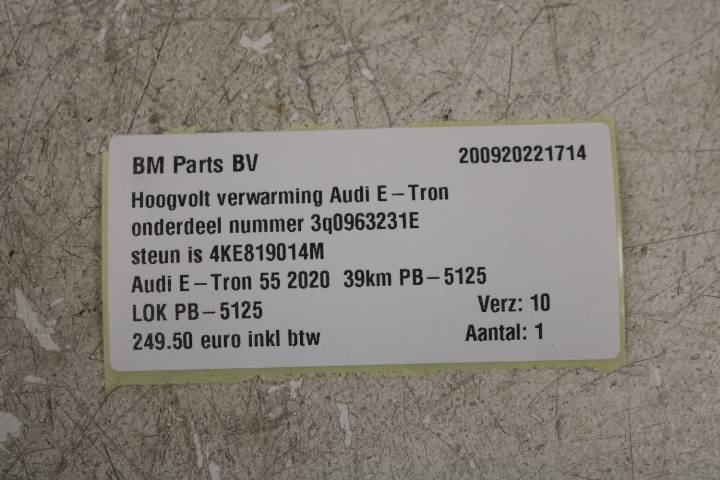 BM Parts BV 200920221714
Hoogvolt verwarming Audi E-Tron
onderdeel nummer 3q0963231E
steun is 4KE819014M
Audi E-Tron 55 2020 39km PB-5125
LOK PB-5125 Verz: 10
249.50 euro inkl btw Aantal: 1